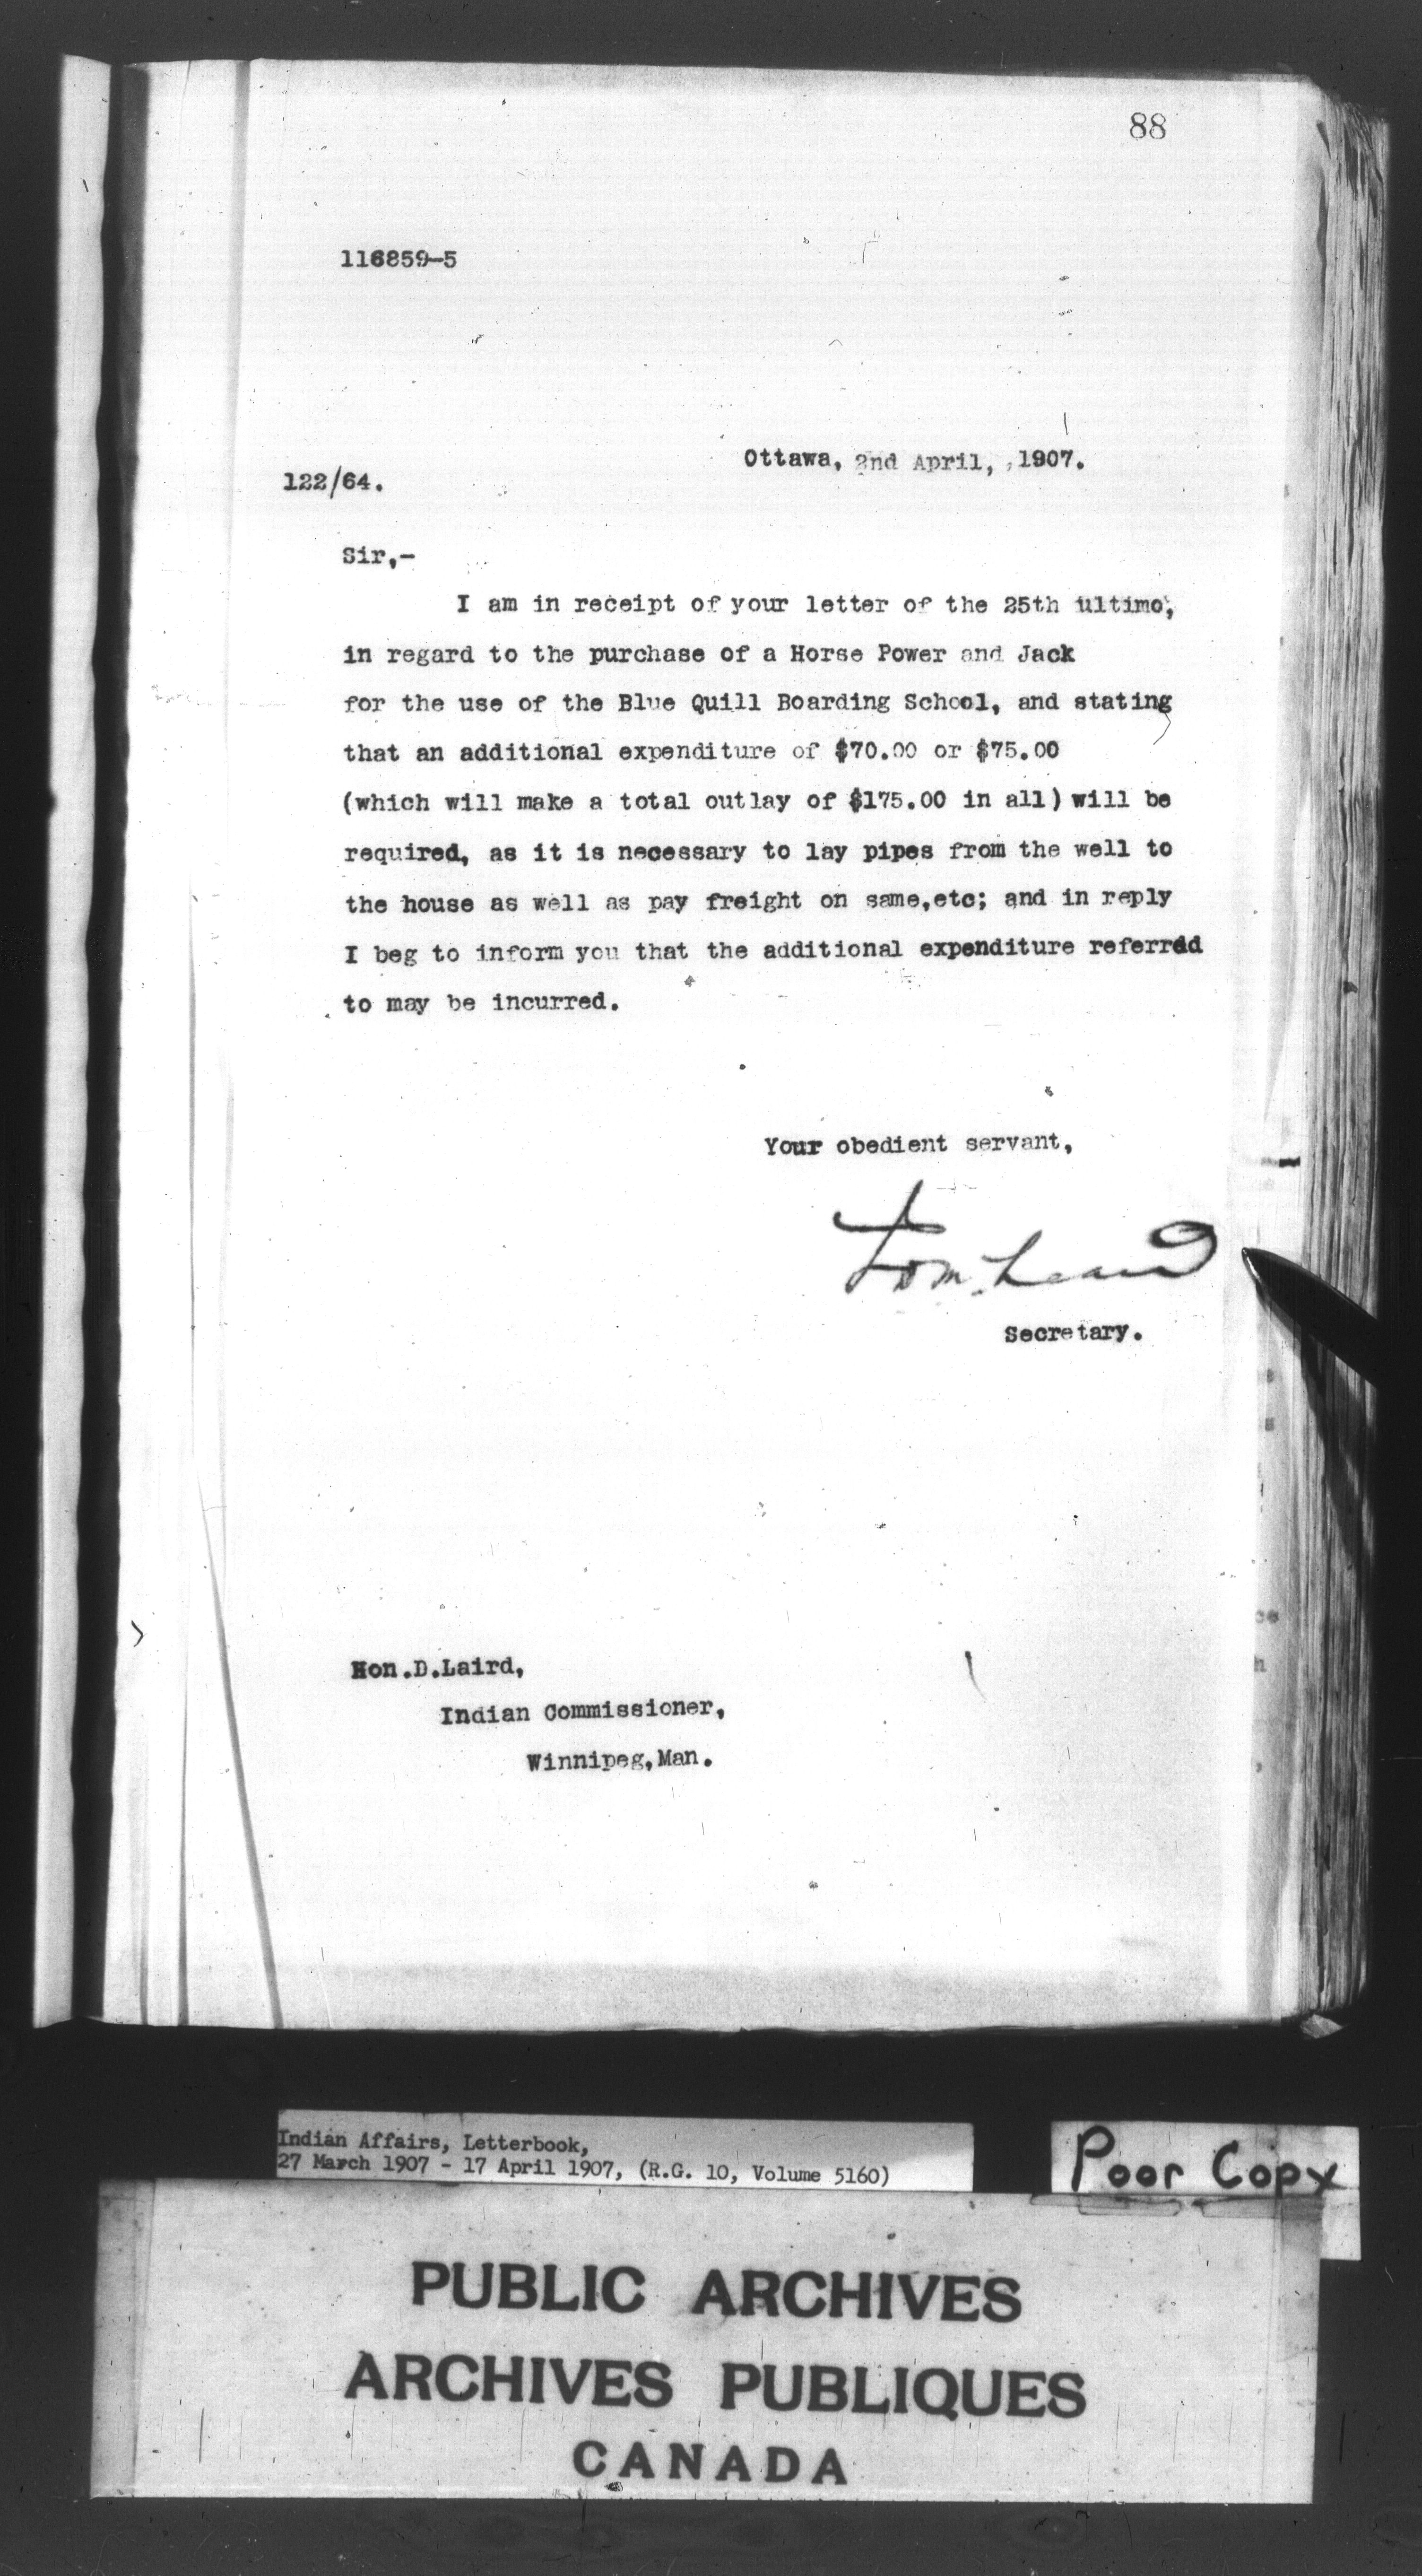 88
116859-5
Ottawa, 2nd April, ,1907.
122/64.
Sir,-
I am in receipt of your letter of the 25th ultimo,
in regard to the purchase of a Horse Power and Jack
for the use of the Blue Quill Boarding School, and stating
that an additional expenditure of $70.00 or $75.00
(which will make a total outlay of $175.00 in all) will be
required, as it is necessary to lay pipes from the well to
the house as well as pay freight on same,etc; and in reply
I beg to inform you that the additional expenditure referred
to may be incurred.
Your obedient servant,
Secretary.
Hon.D.Laird,
Indian Commissioner,
Winnipeg,Man.
Indian Affairs, Letterbook,
27 March 1907 - 17 April 1907, (R.G. 10, Volume 5160)
Poor Copy
PUBLIC ARCHIVES
ARCHIVES PUBLIQUES
CANADA